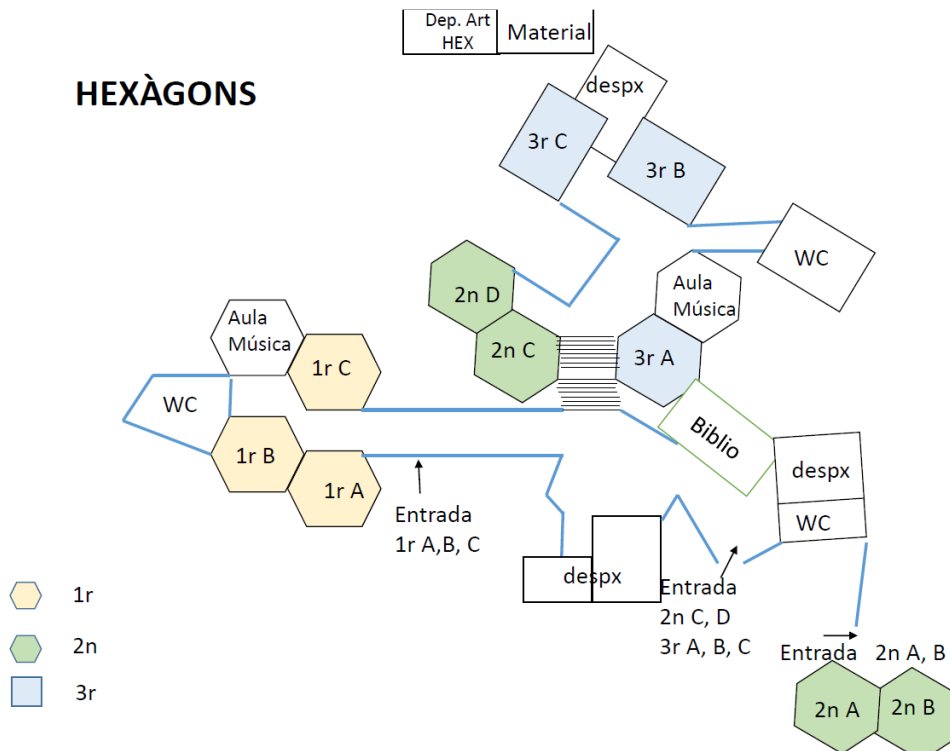 Dep. Art
HEX
Material
HEXÀGONS
despx
3r C
3r B
WC
2n D
Aula
Música
2n C
3r A
Aula
Música
1r C
WC
Biblio
1r B
1r A
despx
WC
Entrada
1r A,B, C
despx
Entrada
2n C, D
3r A, B, C
1r
2n
3r
Entrada 2n A, B
2n A
2n B